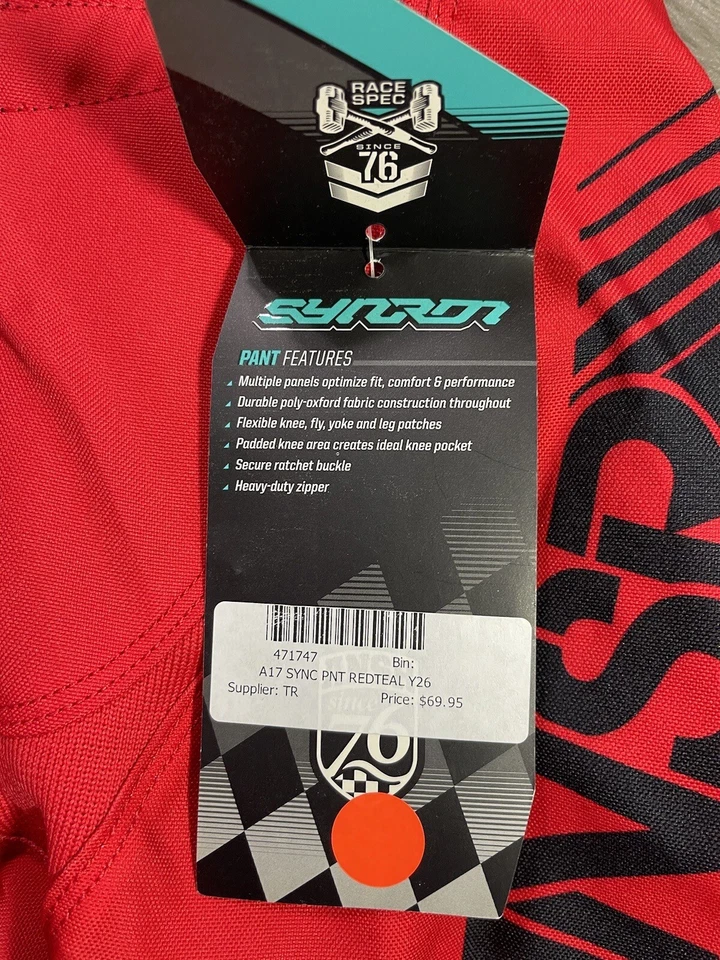 RACE
SPEC
SINCE
76
SYNCRON
PANT FEATURES
Multiple panels optimize fit, comfort & performance
Durable poly-oxford fabric construction throughout
Flexible knee, fly, yoke and leg patches
Padded knee area creates ideal knee pocket
Secure ratchet buckle
Heavy-duty zipper
471747 Bin:
A17 SYNC PNT REDTEAL Y26
Supplier: TR Price: $69.95
since
76